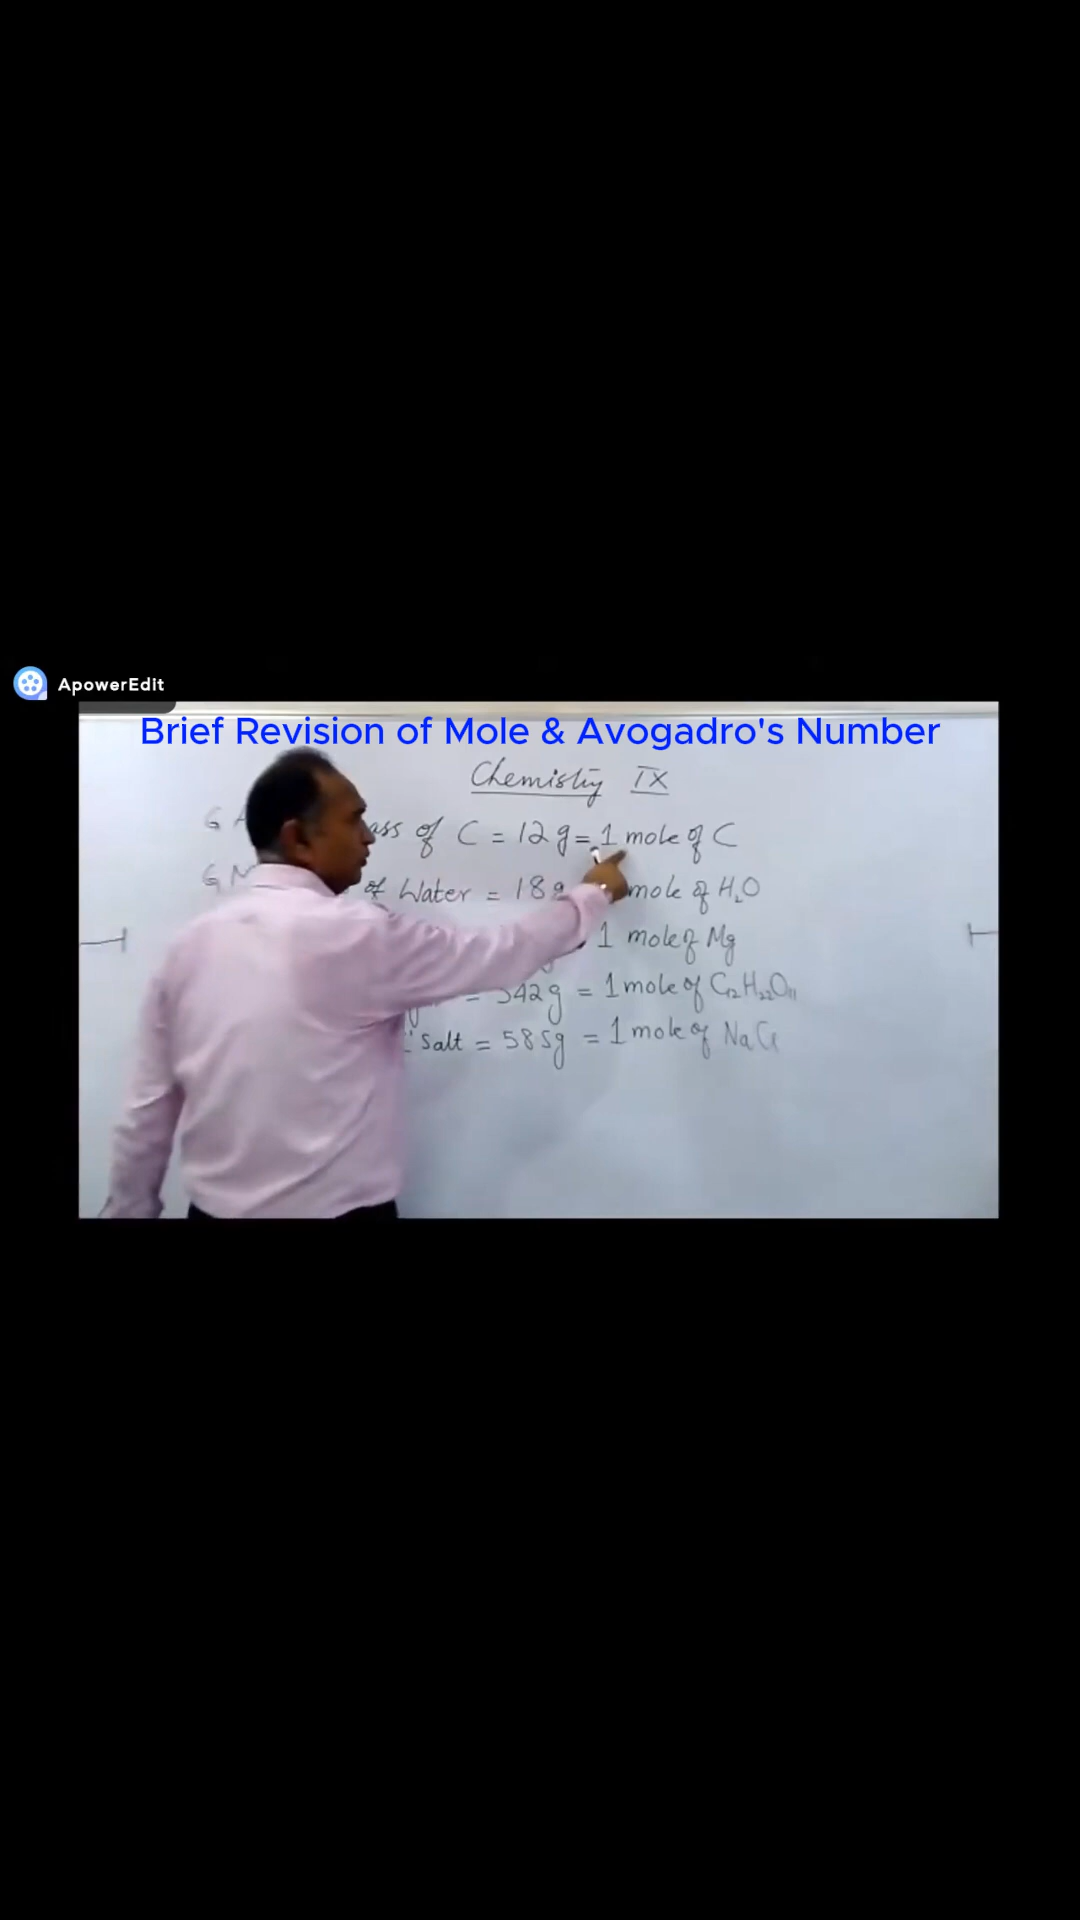 ApowerEdit
Brief Revision of Mole & Avogadro's Number
Chemistry IX
G ass of C = 12 g = 1 mole of C
G of Water = 18g mole of H₂O
1 mole of Mg
= 342g = 1 mole of C₁₂H₂₂O₁₁
Salt = 58.5g = 1 mole of NaCl